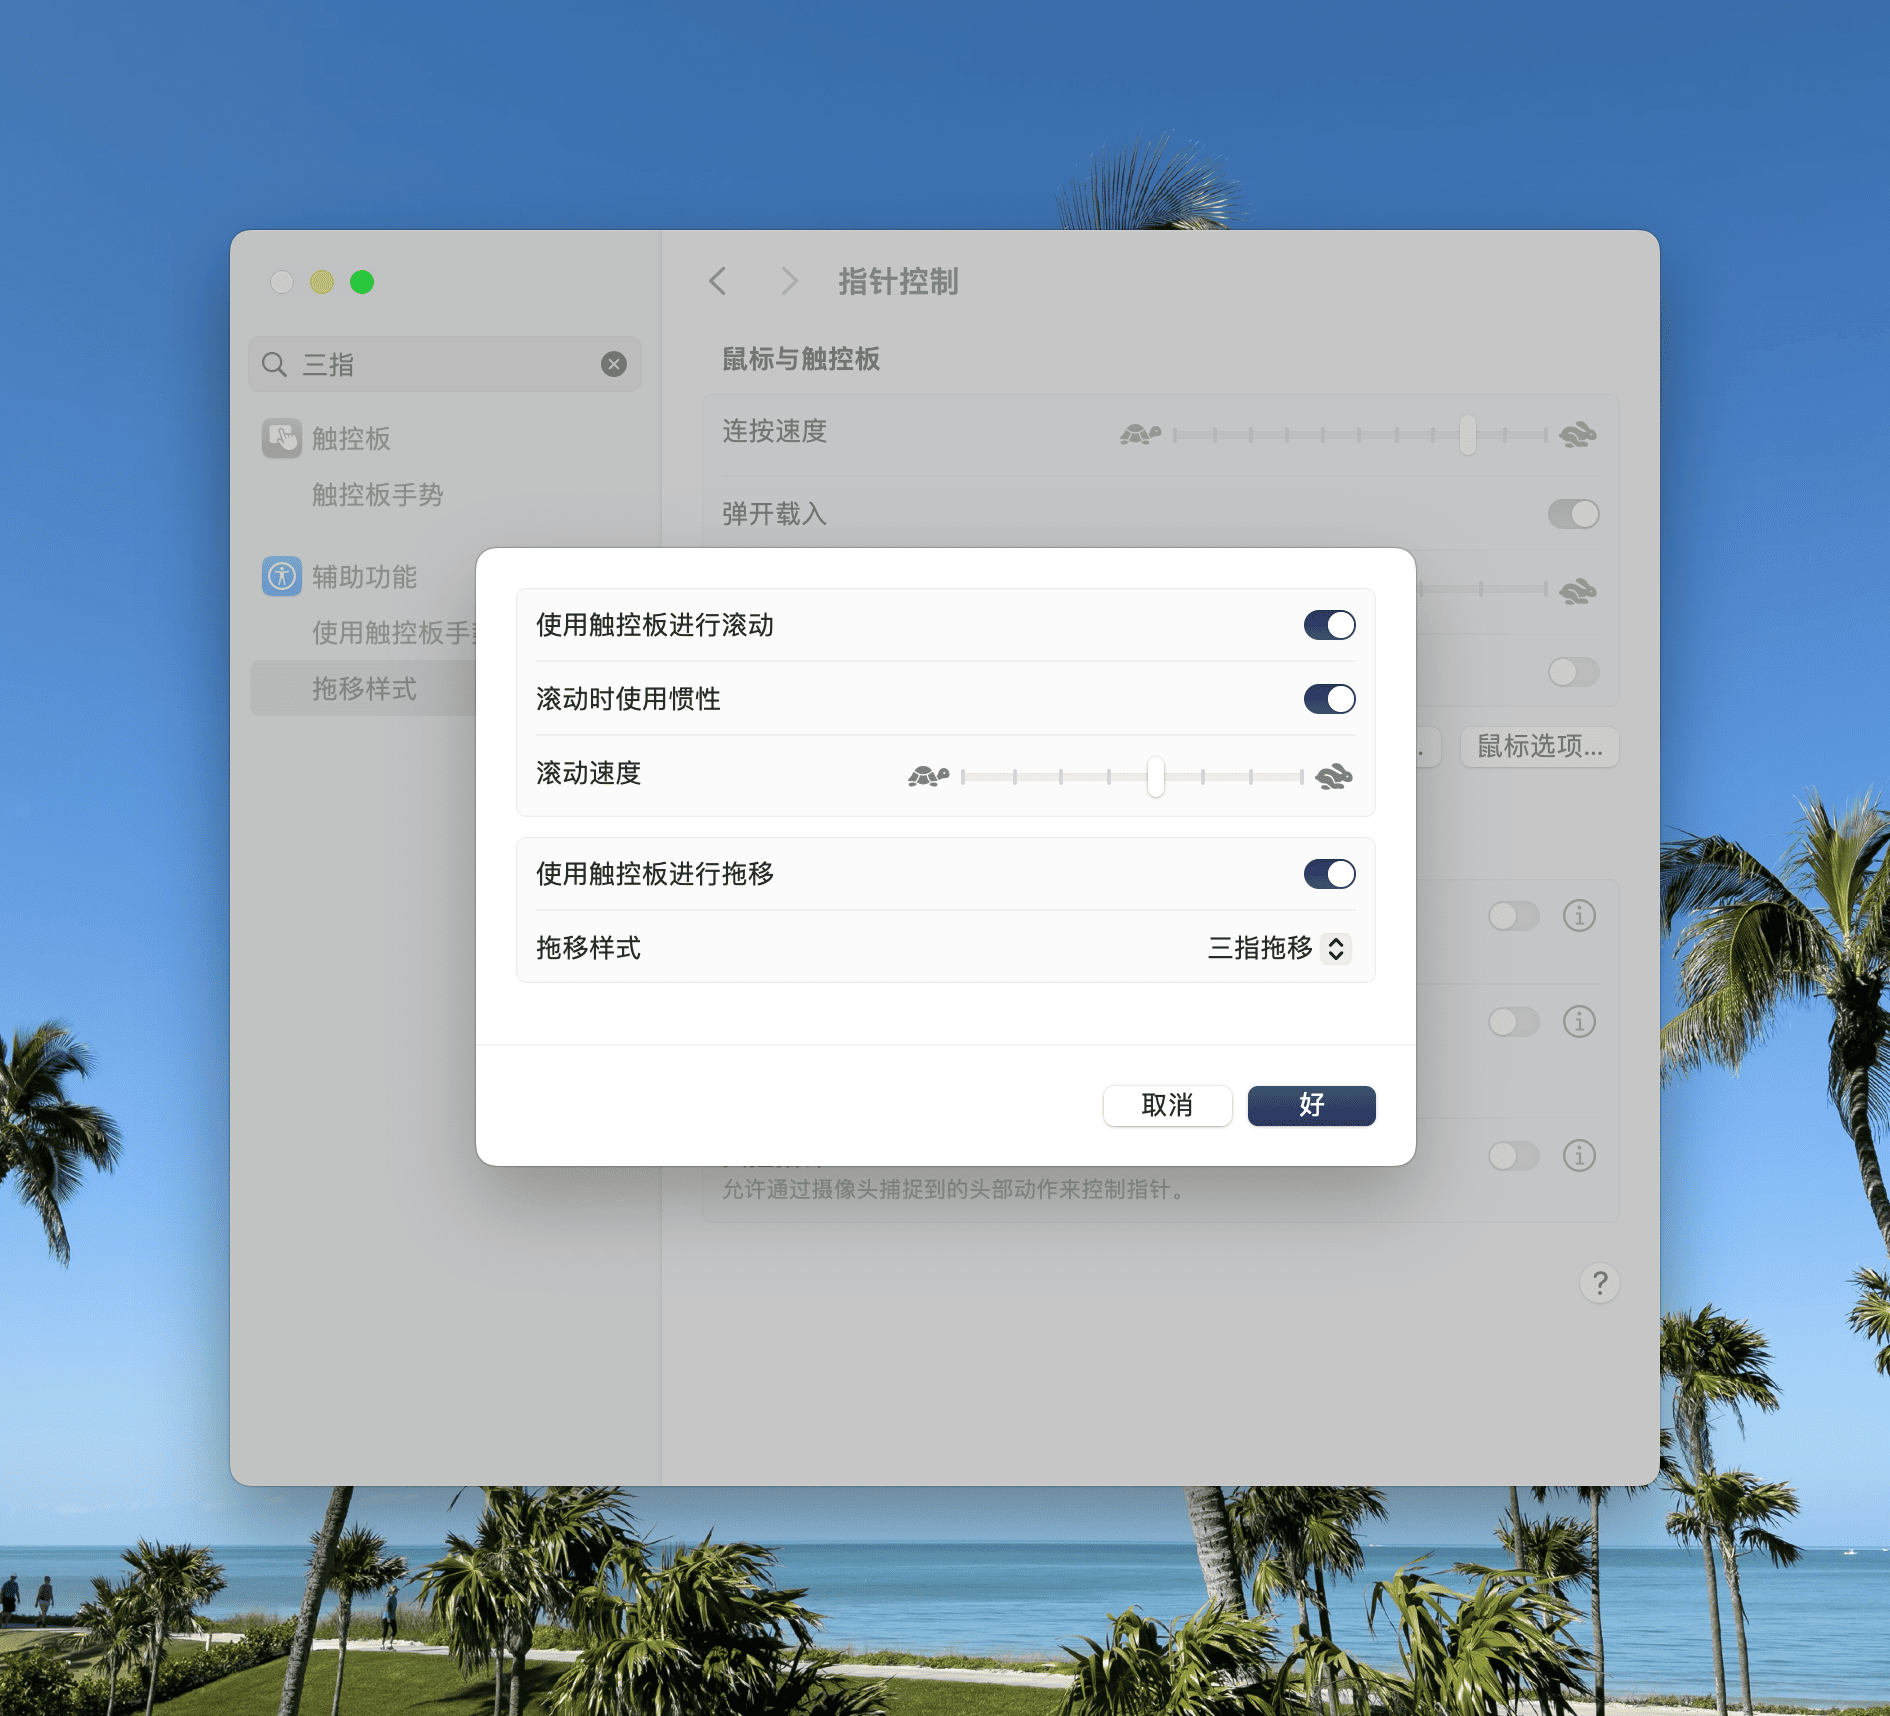 指针控制
三指
触控板
触控板手势
辅助功能
使用触控板手
拖移样式
鼠标与触控板
连按速度
弹开载入
鼠标选项...
使用触控板进行滚动
滚动时使用惯性
滚动速度
使用触控板进行拖移
拖移样式
三指拖移
取消
好
允许通过摄像头捕捉到的头部动作来控制指针。
?